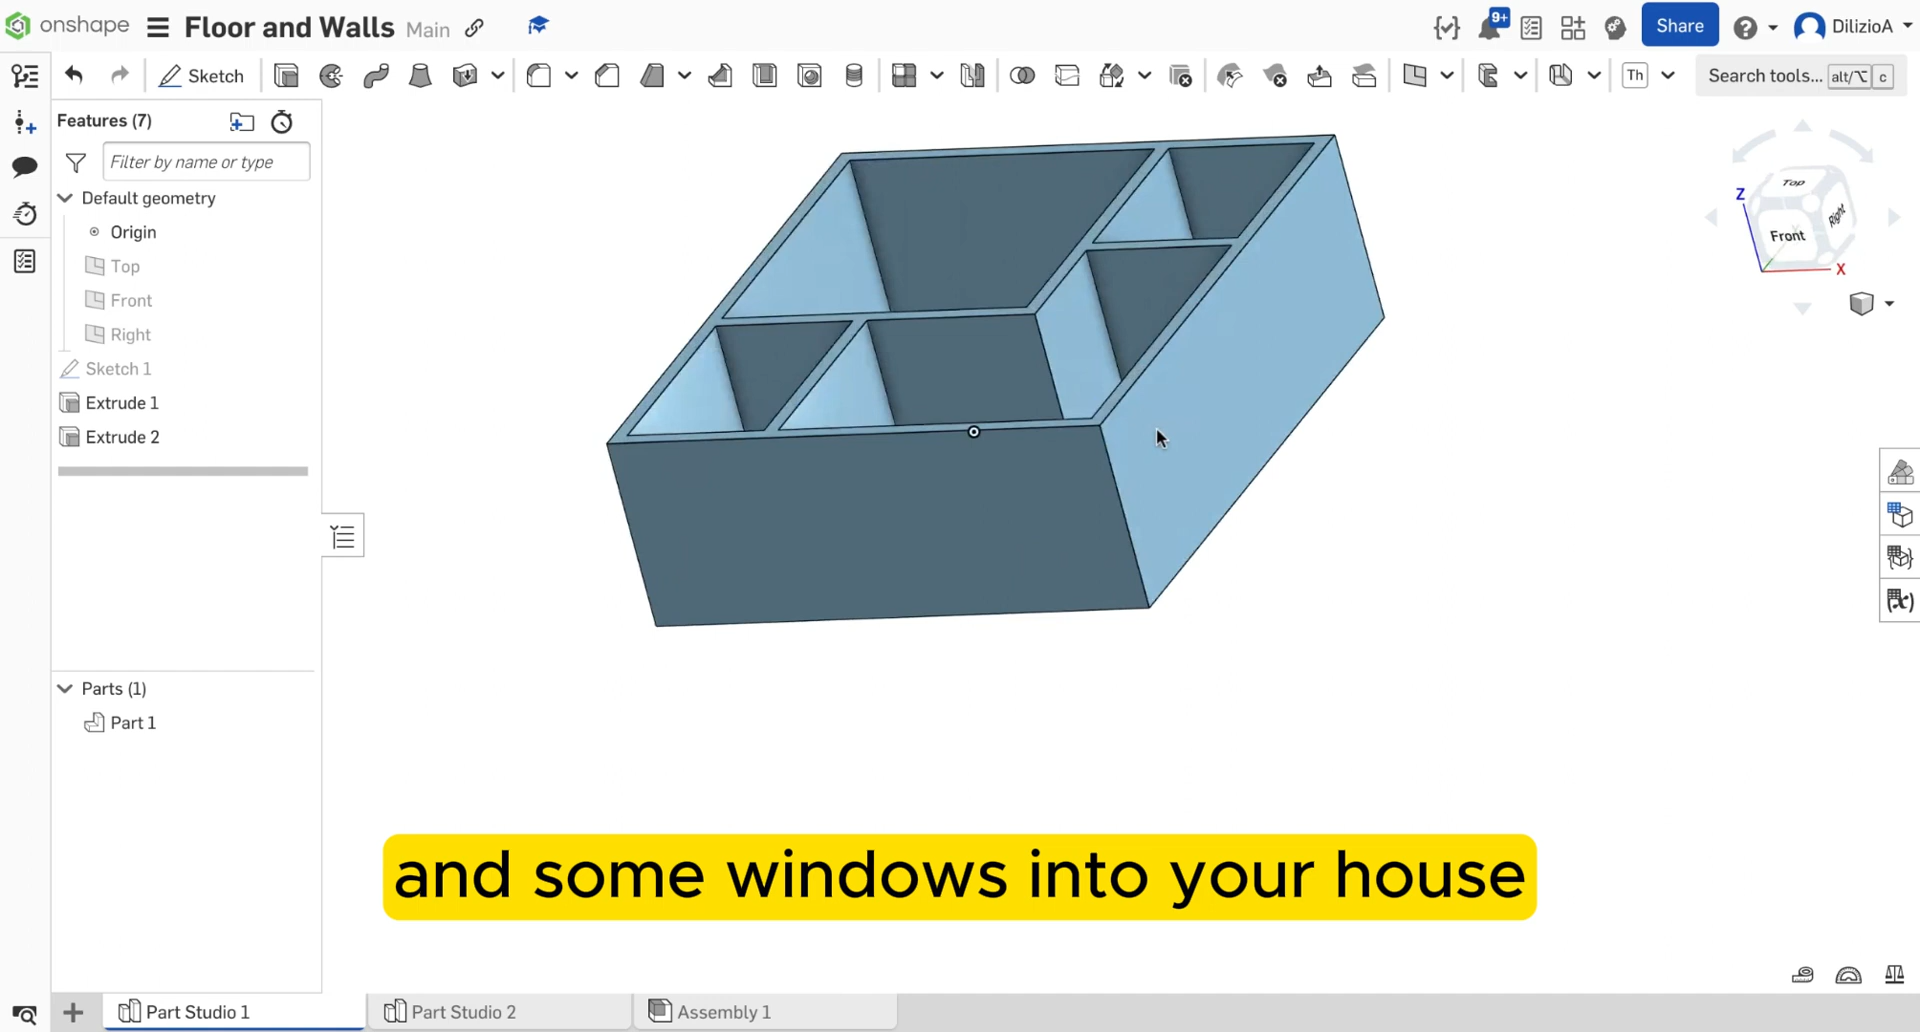 onshape
Floor and Walls Main
9+
Share
DilizioA
Sketch
Th
Search tools... alt/⌥ c
Features (7)
Filter by name or type
Default geometry
Origin
Top
Front
Right
Sketch 1
Extrude 1
Extrude 2
Top
Front
Right
Z
X
(x)
Parts (1)
Part 1
and some windows into your house
Part Studio 1
Part Studio 2
Assembly 1